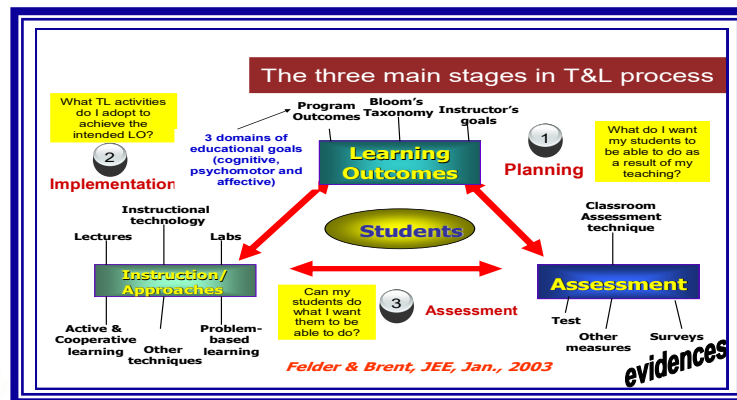 The three main stages in T&L process
What TL activities
do I adopt to
achieve the
intended LO?
2
Implementation
3 domains of
educational goals
(cognitive,
psychomotor and
affective)
Program
Outcomes
Bloom's
Taxonomy
Instructor's
goals
Learning
Outcomes
1
Planning
What do I want
my students to
be able to do as
a result of my
teaching?
Students
Instructional
technology
Lectures
Labs
Instruction/
Approaches
Active &
Cooperative
learning
Other
techniques
Problem-
based
learning
Can my
students do
what I want
them to be
able to do?
3
Assessment
Classroom
Assessment
technique
Assessment
Test
Other
measures
Surveys
evidences
Felder & Brent, JEE, Jan., 2003